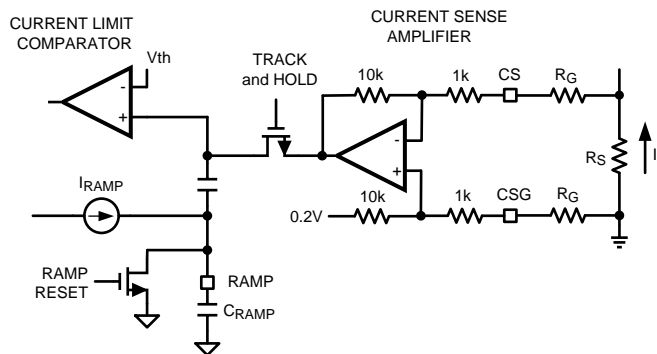 CURRENT LIMIT
COMPARATOR
Vth
-
+
TRACK
and HOLD
CURRENT SENSE
AMPLIFIER
10k
1k
CS
RG
-
+
RS
I
0.2V
10k
1k
CSG
RG
IRAMP
RAMP
RESET
RAMP
CRAMP